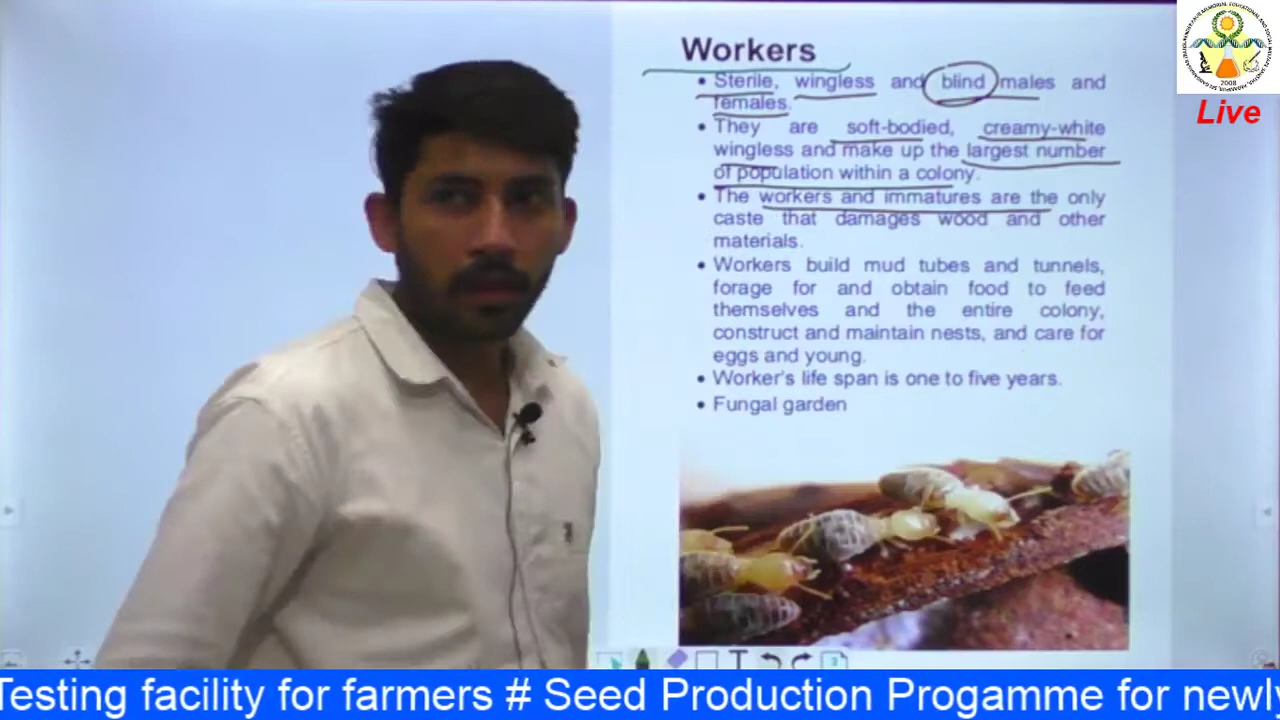 Workers
• Sterile, wingless and blind males and
females.
• They are soft-bodied, creamy-white
wingless and make up the largest number
of population within a colony.
• The workers and immatures are the only
caste that damages wood and other
materials.
• Workers build mud tubes and tunnels,
forage for and obtain food to feed
themselves and the entire colony,
construct and maintain nests, and care for
eggs and young.
• Worker's life span is one to five years.
• Fungal garden
2008
Live
Testing facility for farmers # Seed Production Progamme for newly